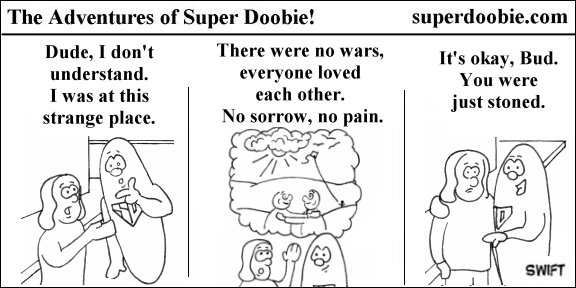 The Adventures of Super Doobie!
superdoobie.com
Dude, I don't
understand.
I was at this
strange place.
There were no wars,
everyone loved
each other.
No sorrow, no pain.
It's okay, Bud.
You were
just stoned.
SWIFT